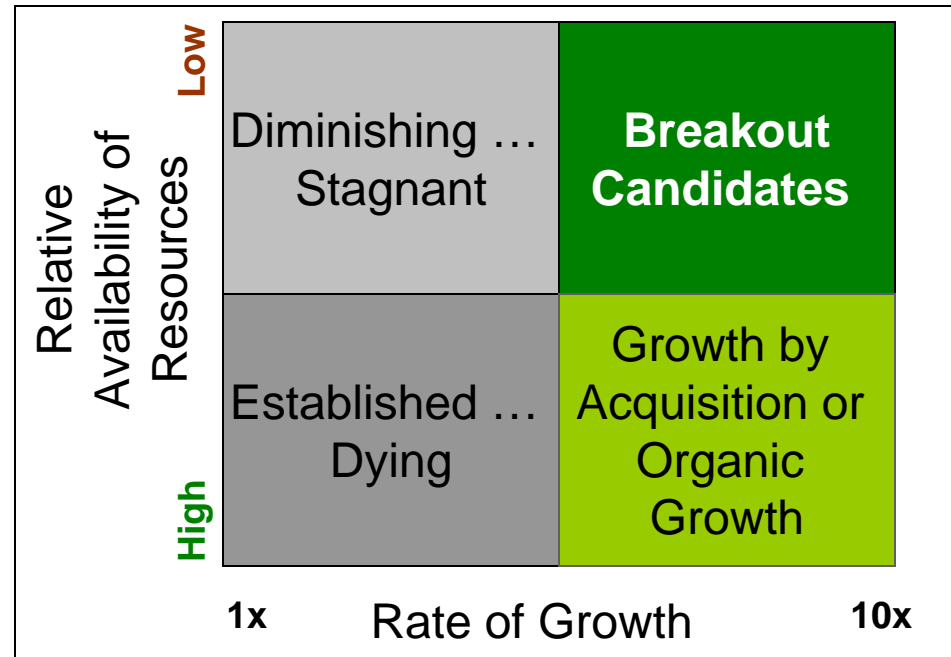 Relative
Availability of
Resources
Low
High
Diminishing …
Stagnant
Breakout
Candidates
Established …
Dying
Growth by
Acquisition or
Organic
Growth
1x
Rate of Growth
10x